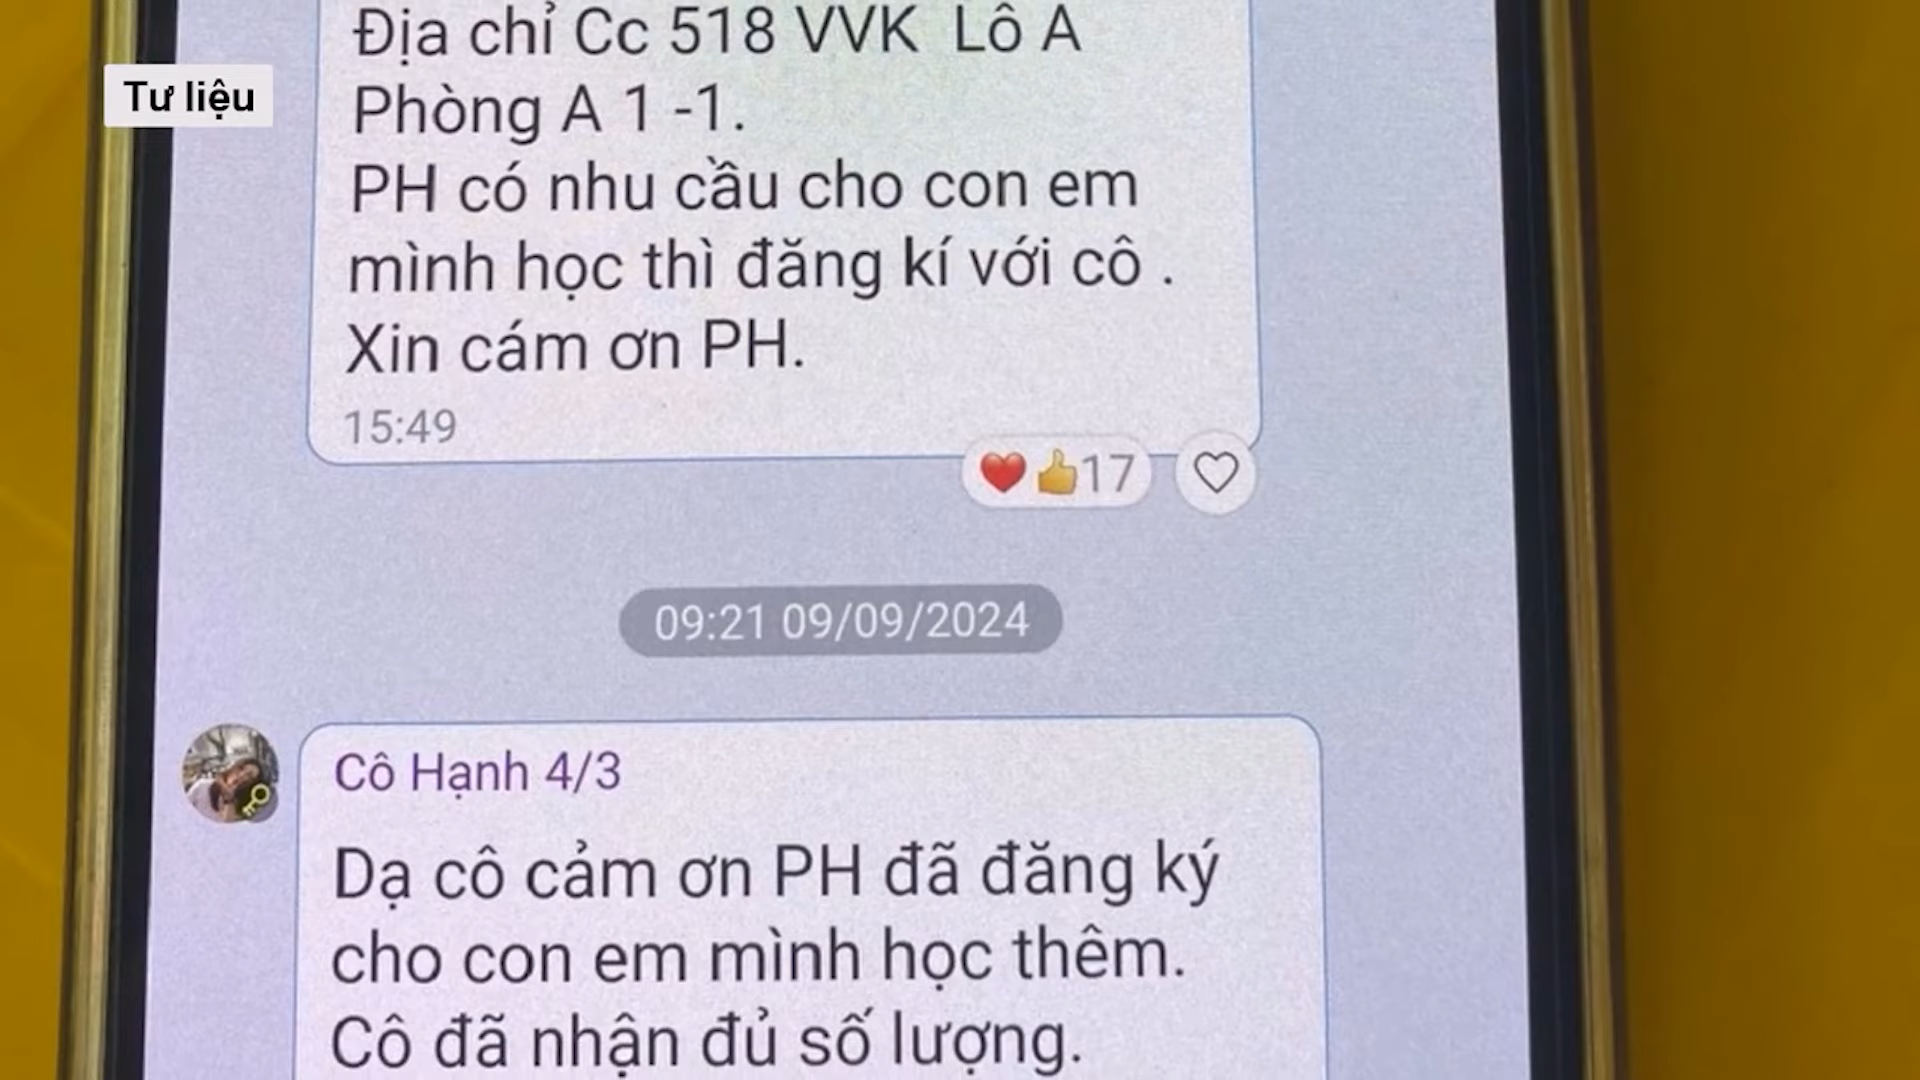 Địa chỉ Cc 518 VVK Lô A
Tư liệu
Phòng A 1 -1.
PH có nhu cầu cho con em
mình học thì đăng kí với cô .
Xin cám ơn PH.
15:49
17
09:21 09/09/2024
Cô Hạnh 4/3
Dạ cô cảm ơn PH đã đăng ký
cho con em mình học thêm.
Cô đã nhận đủ số lượng.